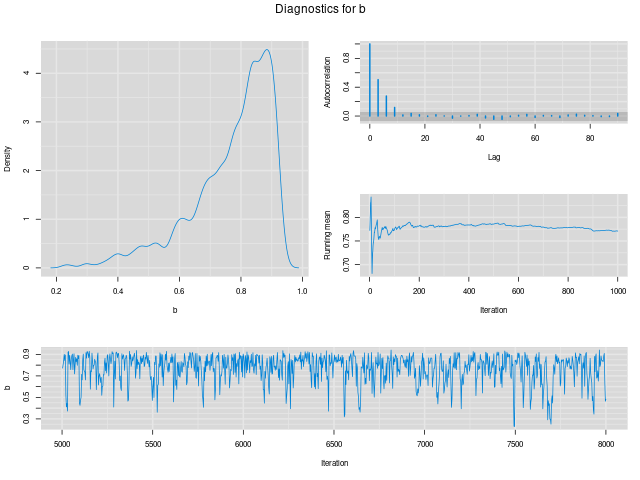 Diagnostics for b
Density
4
3
2
1
0
0.2 0.4 0.6 0.8 1.0
b
Autocorrelation
0.8
0.4
0.0
0 20 40 60 80
Lag
Running mean
0.80
0.75
0.70
0 200 400 600 800 1000
Iteration
b
0.9
0.7
0.5
0.3
5000 5500 6000 6500 7000 7500 8000
Iteration